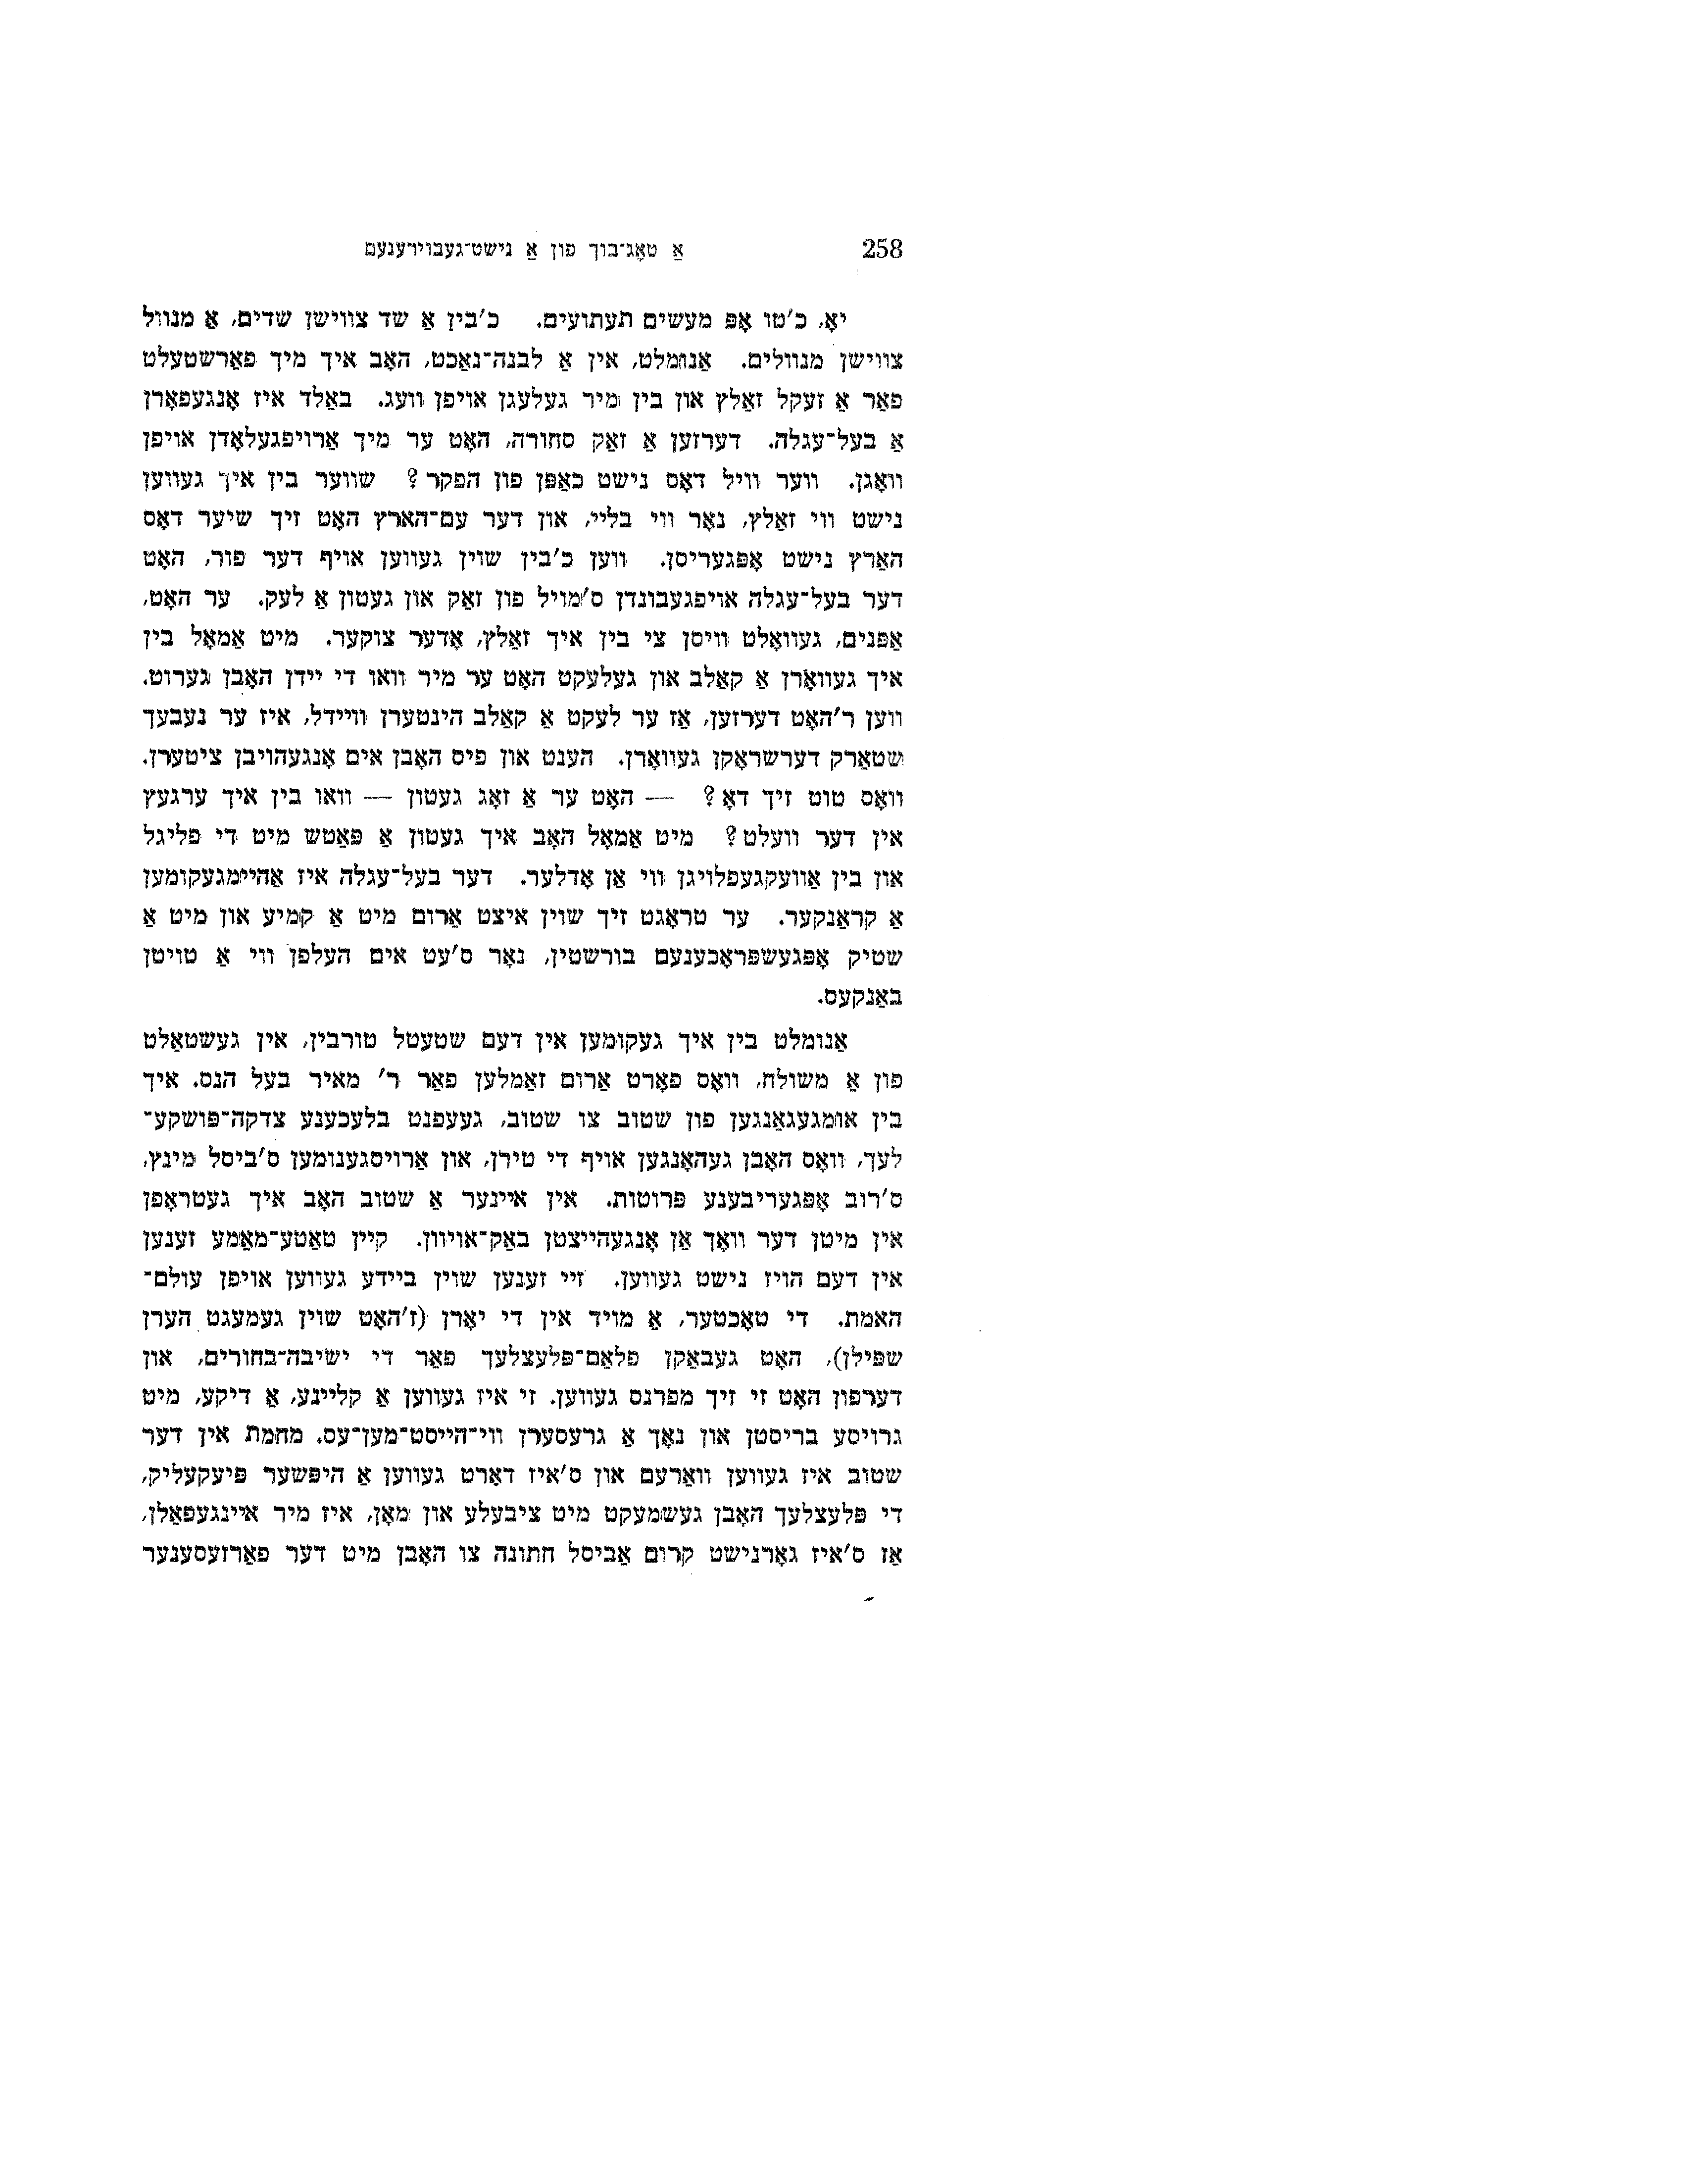 258 אַ טאָג־בוך פון אַ נישט־געבוירענעם
יאָ, כ'טו אָפּ מעשים תעתועים. כ'בין אַ שד צווישן שדים, אַ מנוול
צווישן מנוולים. אַנומלט, אין אַ לבנה־נאַכט, האָב איך מיך פאַרשטעלט
פאַר אַ זעקל זאַלץ און בין מיר געלעגן אויפן וועג. באַלד איז אָנגעפאָרן
אַ בעל־עגלה. דערזען אַ זאַק סחורה, האָט ער מיך אַרויפגעלאָדן אויפן
וואָגן. ווער וויל דאָס נישט כאַפּן פון הפקר? שווער בין איך געווען
נישט ווי זאַלץ, נאָר ווי בליי, און דער עם־הארץ האָט זיך שיער דאָס
האַרץ נישט אָפּגעריסן. ווען כ'בין שוין געווען אויף דער פור, האָט
דער בעל־עגלה אויפגעבונדן ס'מויל פון זאַק און געטון אַ לעק. ער האָט,
אַפּנים, געוואָלט וויסן צי בין איך זאַלץ, אָדער צוקער. מיט אַמאָל בין
איך געוואָרן אַ קאַלב און געלעקט האָט ער מיר וואו די יידן האָבן גערוט.
ווען ר'האָט דערזען, אַז ער לעקט אַ קאַלב הינטערן וויידל, איז ער נעבעך
שטאַרק דערשראָקן געוואָרן. הענט און פיס האָבן אים אָנגעהויבן ציטערן.
וואָס טוט זיך דאָ? — האָט ער אַ זאָג געטון — וואו בין איך ערגעץ
אין דער וועלט? מיט אַמאָל האָב איך געטון אַ פּאַטש מיט די פליגל
און בין אַוועקגעפלויגן ווי אַן אָדלער. דער בעל־עגלה איז אַהיימגעקומען
אַ קראַנקער. ער טראָגט זיך שוין איצט אַרום מיט אַ קמיע און מיט אַ
שטיק אָפּגעשפּראָכענעם בורשטין, נאָר ס'עט אים העלפן ווי אַ טויטן
באַנקעס.
אַנומלט בין איך געקומען אין דעם שטעטל טורבין, אין געשטאַלט
פון אַ משולח, וואָס פאָרט אַרום זאַמלען פאַר ר' מאיר בעל הנס. איך
בין אומגעגאַנגען פון שטוב צו שטוב, געעפנט בלעכענע צדקה־פּושקע־
לעך, וואָס האָבן געהאָנגען אויף די טירן, און אַרויסגענומען ס'ביסל מינץ,
ס'רוב אָפּגעריבענע פּרוטות. אין איינער אַ שטוב האָב איך געטראָפן
אין מיטן דער וואָך אַן אָנגעהייצטן באַק־אויוון. קיין טאַטע־מאַמע זענען
אין דעם הויז נישט געווען. זיי זענען שוין ביידע געווען אויפן עולם־
האמת. די טאָכטער, אַ מויד אין די יאָרן (ז'האָט שוין געמעגט הערן
שפּילן), האָט געבאַקן פלאַם־פּלעצלעך פאַר די ישיבה־בחורים, און
דערפון האָט זי זיך מפרנס געווען. זי איז געווען אַ קליינע, אַ דיקע, מיט
גרויסע בריסטן און נאָך אַ גרעסערן ווי־הייסט־מען־עס. מחמת אין דער
שטוב איז געווען וואַרעם און ס'איז דאָרט געווען אַ היפּשער פּיעקעליק,
די פּלעצלעך האָבן געשמעקט מיט ציבעלע און מאָן, איז מיר איינגעפאַלן,
אַז ס'איז גאָרנישט קרום אַביסל חתונה צו האָבן מיט דער פאַרזעסענער